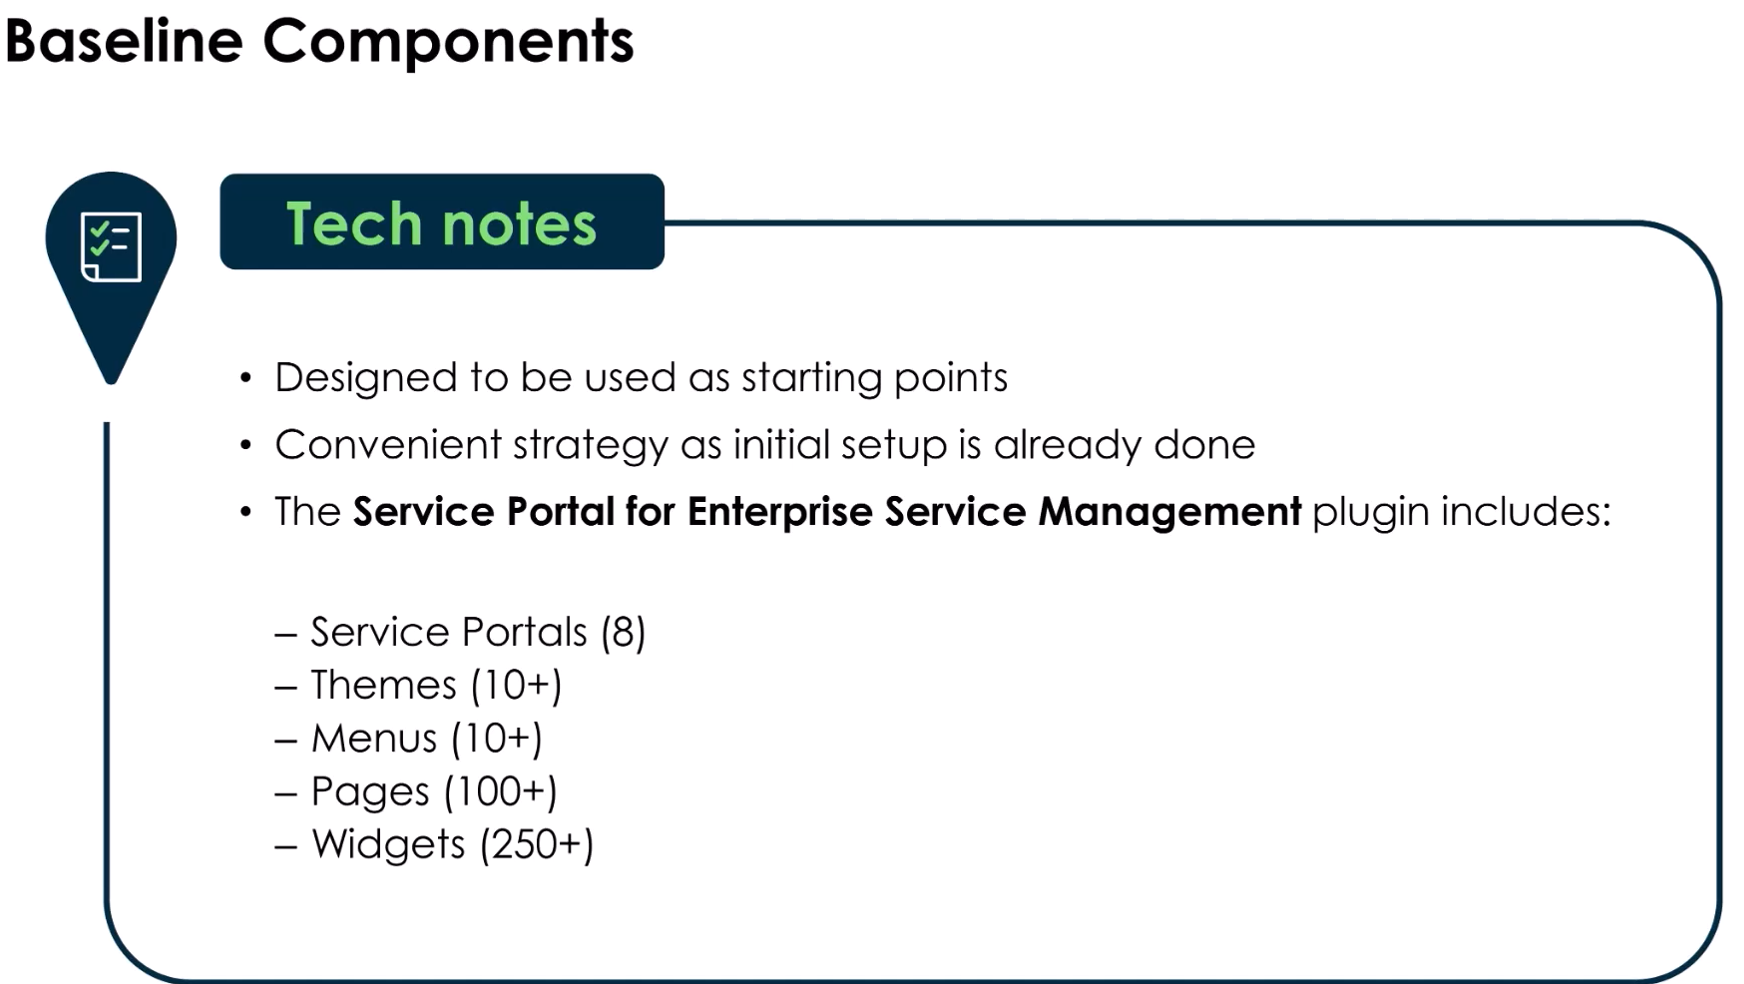 Baseline Components
Tech notes
• Designed to be used as starting points
• Convenient strategy as initial setup is already done
• The Service Portal for Enterprise Service Management plugin includes:
– Service Portals (8)
– Themes (10+)
– Menus (10+)
– Pages (100+)
– Widgets (250+)